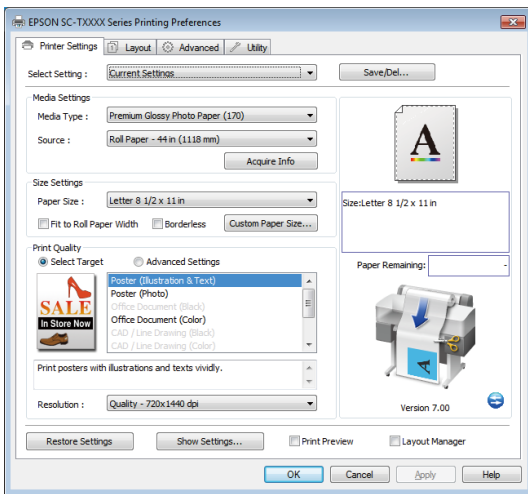 EPSON SC-TXXXX Series Printing Preferences
Printer Settings
1 Layout
Advanced
Utility
Select Setting :
Current Settings
Save/Del...
Media Settings
Media Type :
Premium Glossy Photo Paper (170)
Source :
Roll Paper - 44 in (1118 mm)
Acquire Info
A
Size Settings
Paper Size :
Letter 8 1/2 x 11 in
Fit to Roll Paper Width
Borderless
Custom Paper Size...
Size:Letter 8 1/2 x 11 in
Print Quality
Select Target
Advanced Settings
Paper Remaining:
-
SALE
In Store Now
Poster (Illustration & Text)
Poster (Photo)
Office Document (Black)
Office Document (Color)
CAD / Line Drawing (Black)
CAD / Line Drawing (Color)
Print posters with illustrations and texts vividly.
A
Resolution :
Quality - 720x1440 dpi
Version 7.00
Restore Settings
Show Settings...
Print Preview
Layout Manager
OK
Cancel
Apply
Help